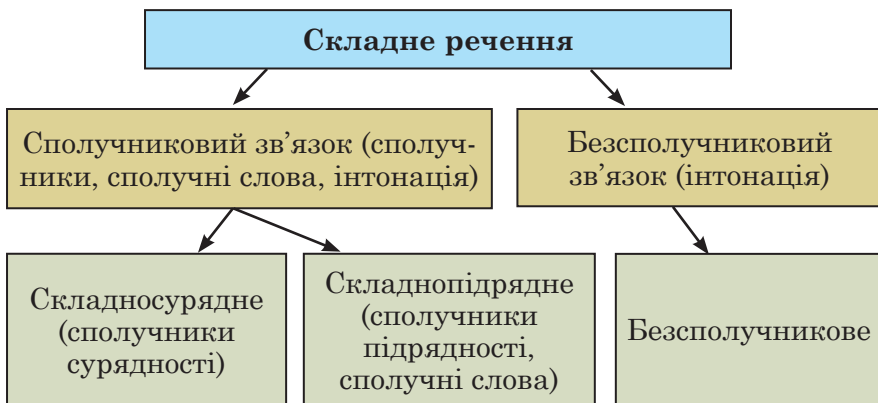 Складне речення
Сполучниковий зв’язок (сполуч-
ники, сполучні слова, інтонація)
Безсполучниковий
зв’язок (інтонація)
Складносурядне
(сполучники
сурядності)
Складнопідрядне
(сполучники
підрядності,
сполучні слова)
Безсполучникове